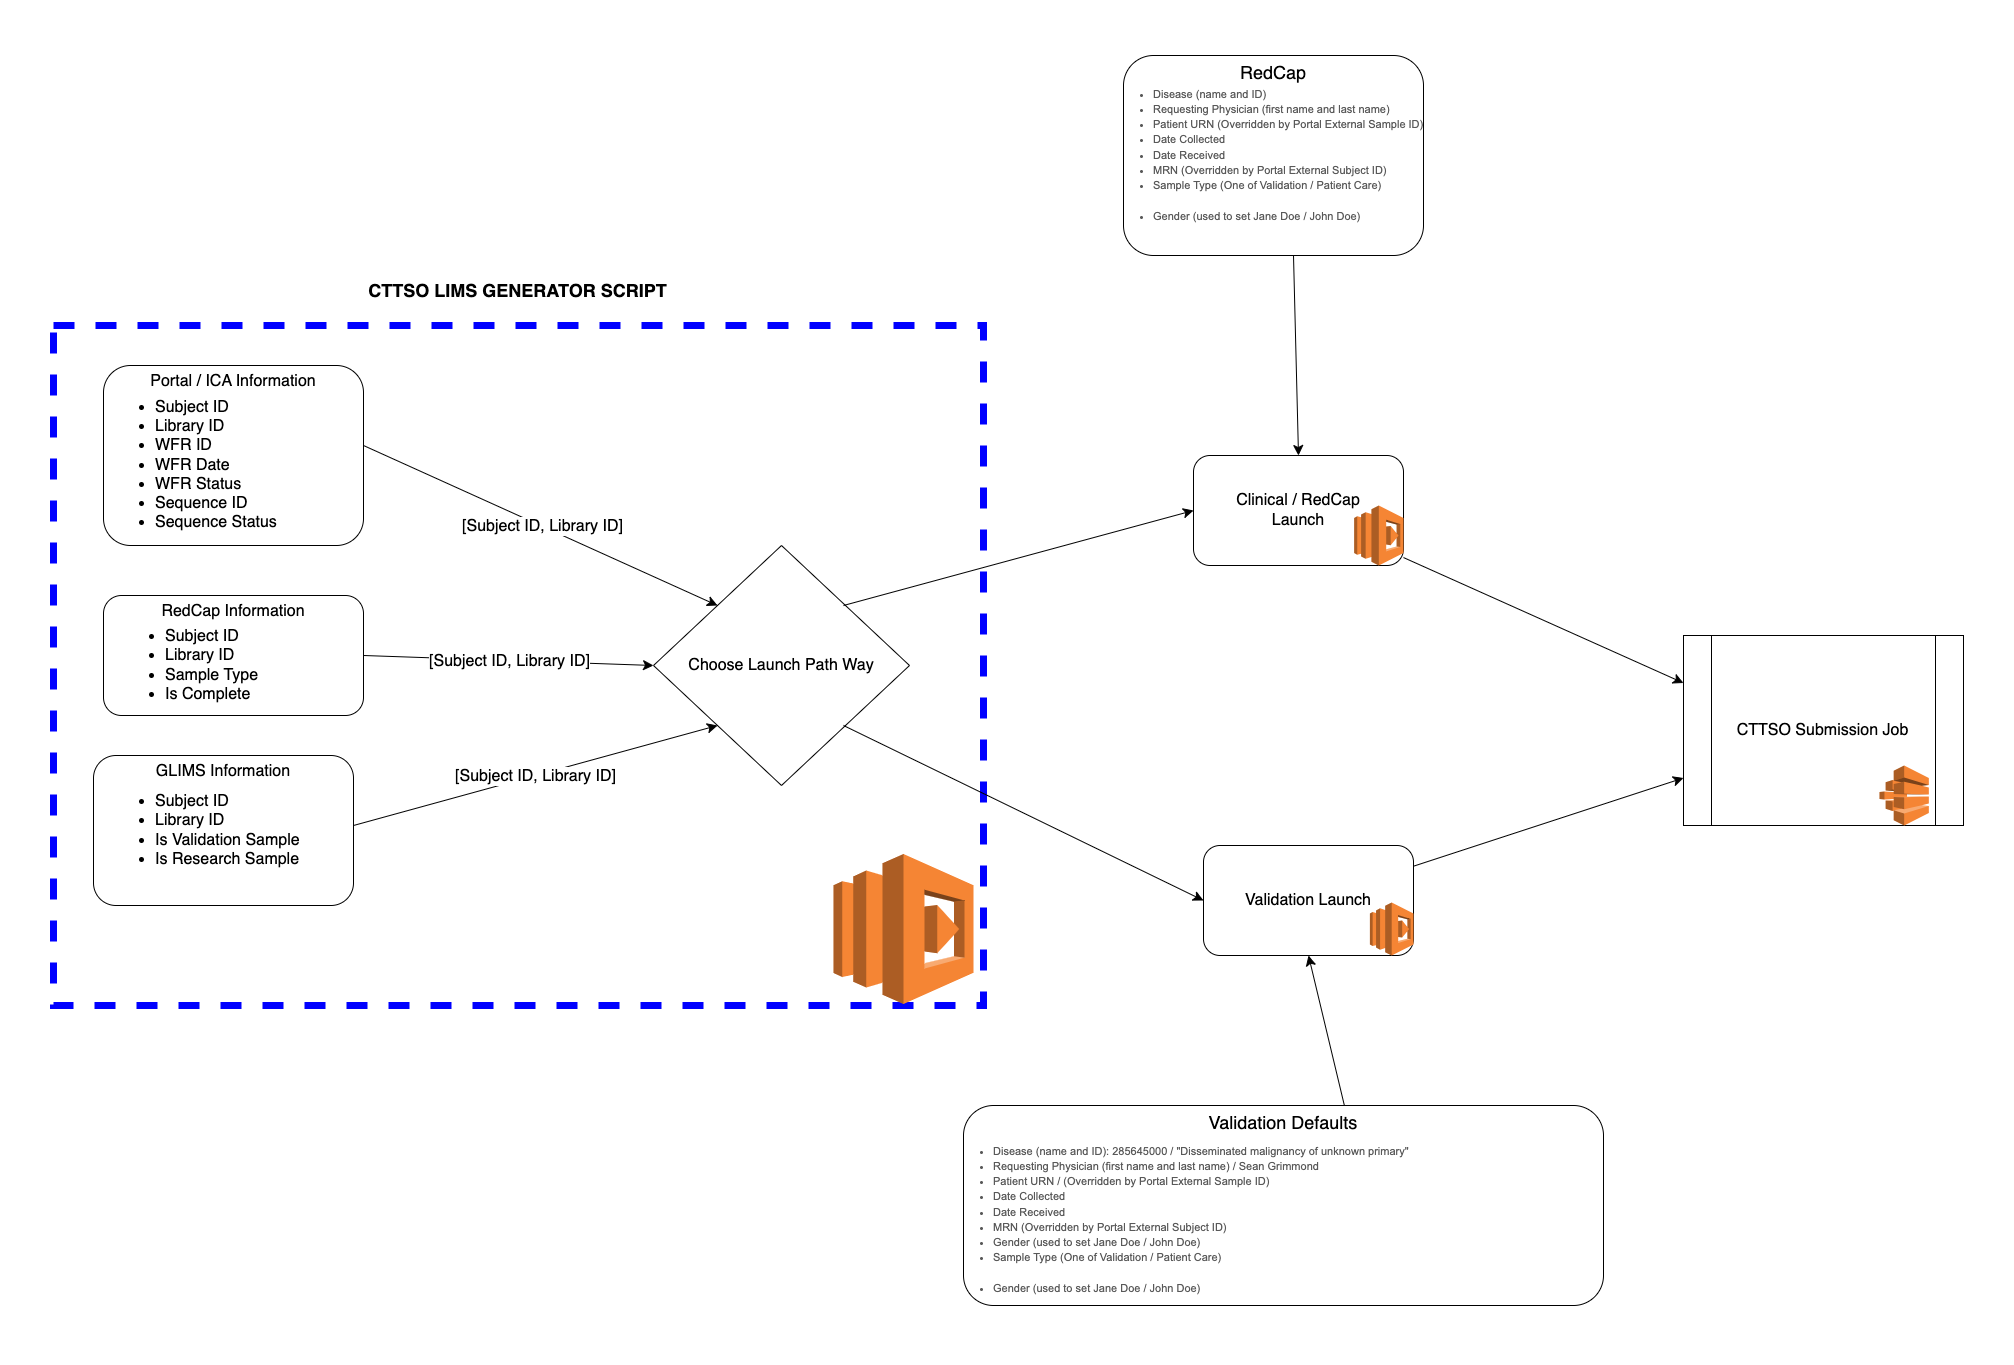 RedCap
• Disease (name and ID)
• Requesting Physician (first name and last name)
• Patient URN (Overridden by Portal External Sample ID)
• Date Collected
• Date Received
• MRN (Overridden by Portal External Subject ID)
• Sample Type (One of Validation / Patient Care)
• Gender (used to set Jane Doe / John Doe)
CTTSO LIMS GENERATOR SCRIPT
Portal / ICA Information
• Subject ID
• Library ID
• WFR ID
• WFR Date
• WFR Status
• Sequence ID
• Sequence Status
[Subject ID, Library ID]
RedCap Information
• Subject ID
• Library ID
• Sample Type
• Is Complete
[Subject ID, Library ID]
GLIMS Information
• Subject ID
• Library ID
• Is Validation Sample
• Is Research Sample
[Subject ID, Library ID]
Choose Launch Path Way
Clinical / RedCap
Launch
Validation Launch
CTTSO Submission Job
Validation Defaults
• Disease (name and ID): 285645000 / "Disseminated malignancy of unknown primary"
• Requesting Physician (first name and last name) / Sean Grimmond
• Patient URN / (Overridden by Portal External Sample ID)
• Date Collected
• Date Received
• MRN (Overridden by Portal External Subject ID)
• Gender (used to set Jane Doe / John Doe)
• Sample Type (One of Validation / Patient Care)
• Gender (used to set Jane Doe / John Doe)